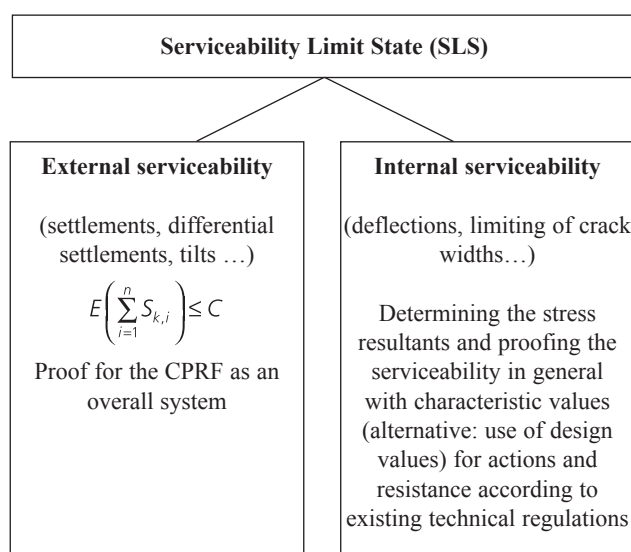 Serviceability Limit State (SLS)
External serviceability
(settlements, differential
settlements, tilts …)
E(∑ⁿᵢ₌₁ Sₖ,ᵢ) ≤ C
Proof for the CPRF as an
overall system
Internal serviceability
(deflections, limiting of crack
widths…)
Determining the stress
resultants and proofing the
serviceability in general
with characteristic values
(alternative: use of design
values) for actions and
resistance according to
existing technical regulations